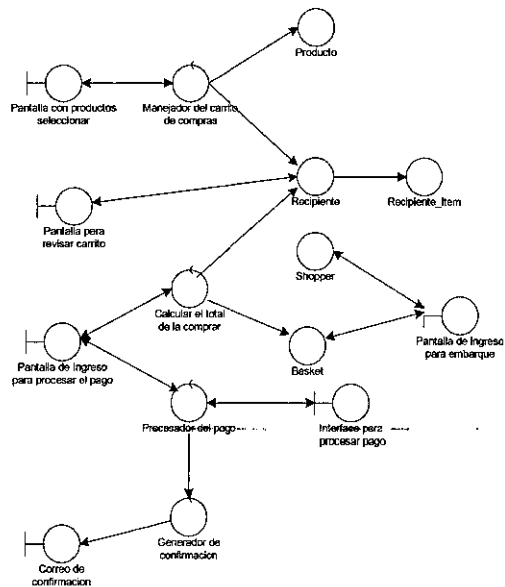 Producto
Pantalla con productos
seleccionar
Manejador del carrito
de compras
Recipiente
Recipiente_Item
Pantalla pera
revisar carrito
Shopper
Calcular el total
de la comprar
Pantalla de Ingreso
para embarque
Basket
Pantalla de Ingreso
para procesar el pago
Procesador del pago
Interface para
procesar pago
Generador de
confirmacion
Correo de
confirmacion